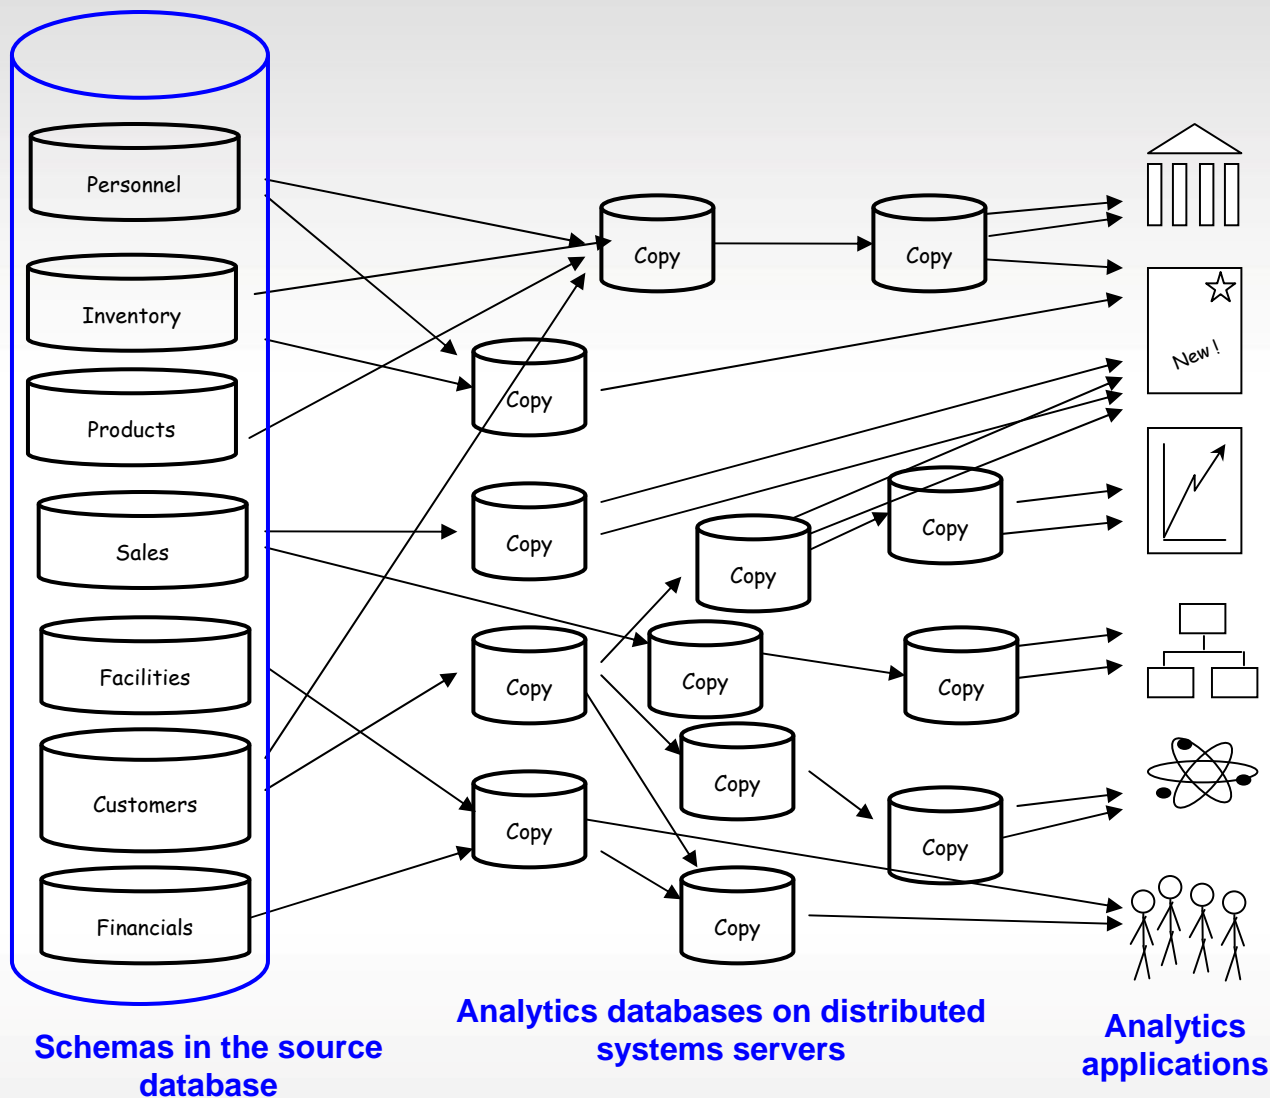 Personnel
Inventory
Products
Sales
Facilities
Customers
Financials
Copy
Copy
Copy
Copy
Copy
Copy
Copy
Copy
Copy
Copy
Copy
Copy
Copy
New !
Schemas in the source
database
Analytics databases on distributed
systems servers
Analytics
applications